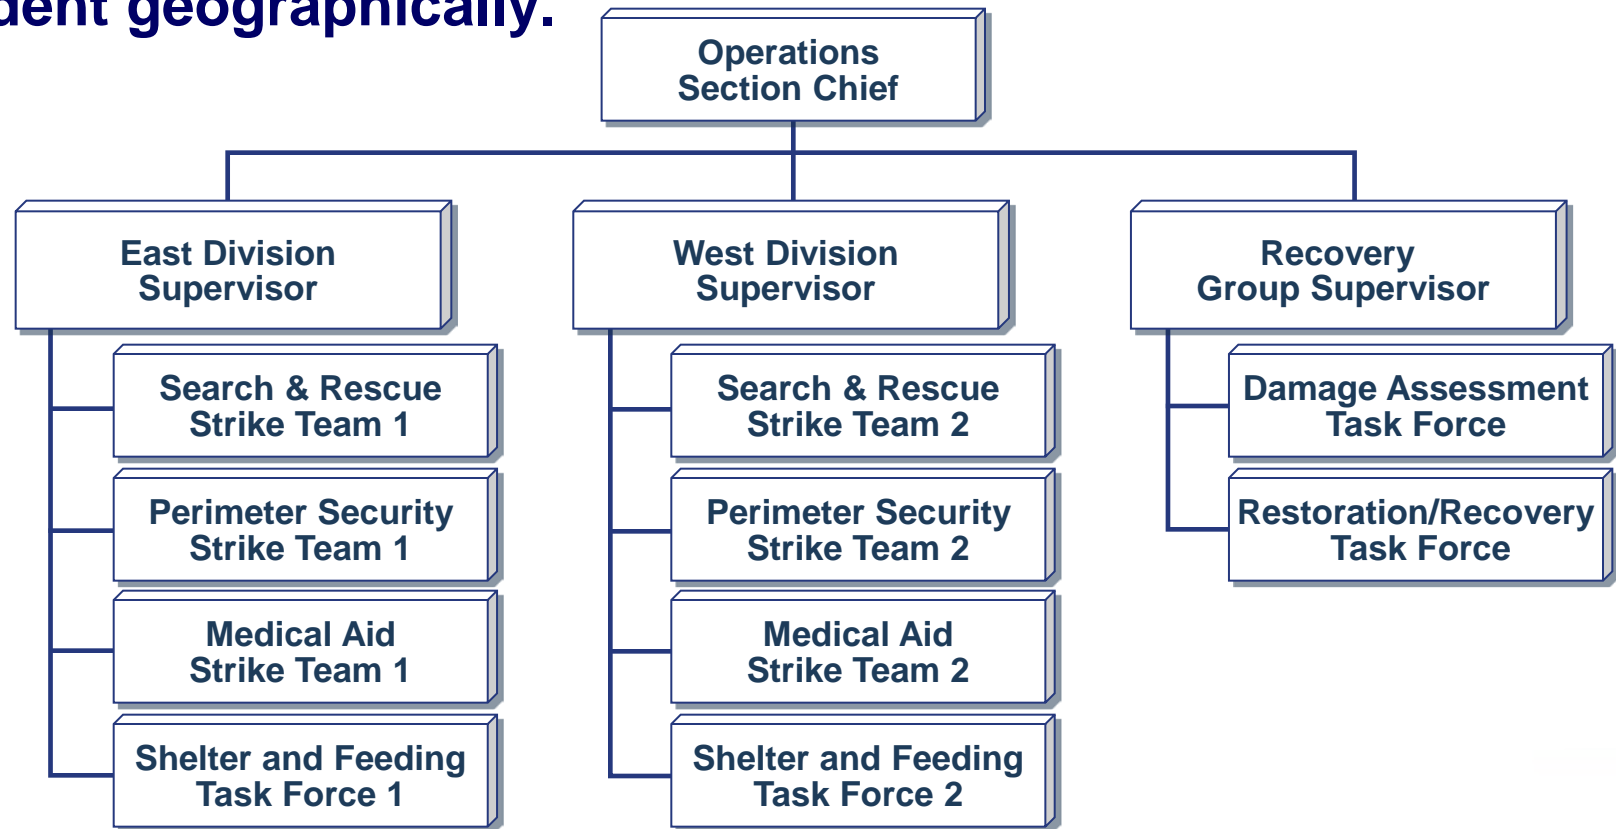 dent geographically.
Operations
Section Chief
East Division
Supervisor
West Division
Supervisor
Recovery
Group Supervisor
Search & Rescue
Strike Team 1
Perimeter Security
Strike Team 1
Medical Aid
Strike Team 1
Shelter and Feeding
Task Force 1
Search & Rescue
Strike Team 2
Perimeter Security
Strike Team 2
Medical Aid
Strike Team 2
Shelter and Feeding
Task Force 2
Damage Assessment
Task Force
Restoration/Recovery
Task Force